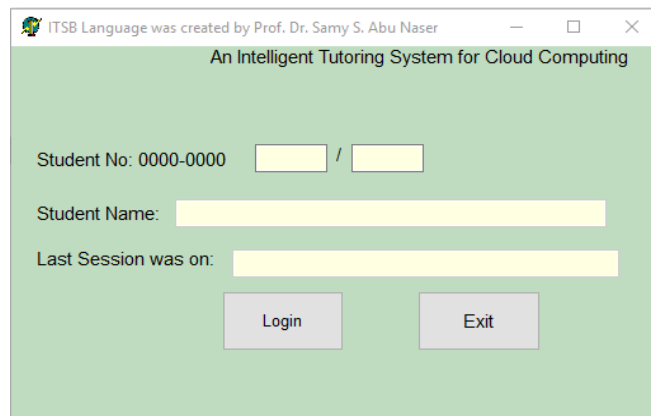 ITSB Language was created by Prof. Dr. Samy S. Abu Naser
An Intelligent Tutoring System for Cloud Computing
Student No: 0000-0000 /
Student Name:
Last Session was on:
Login Exit